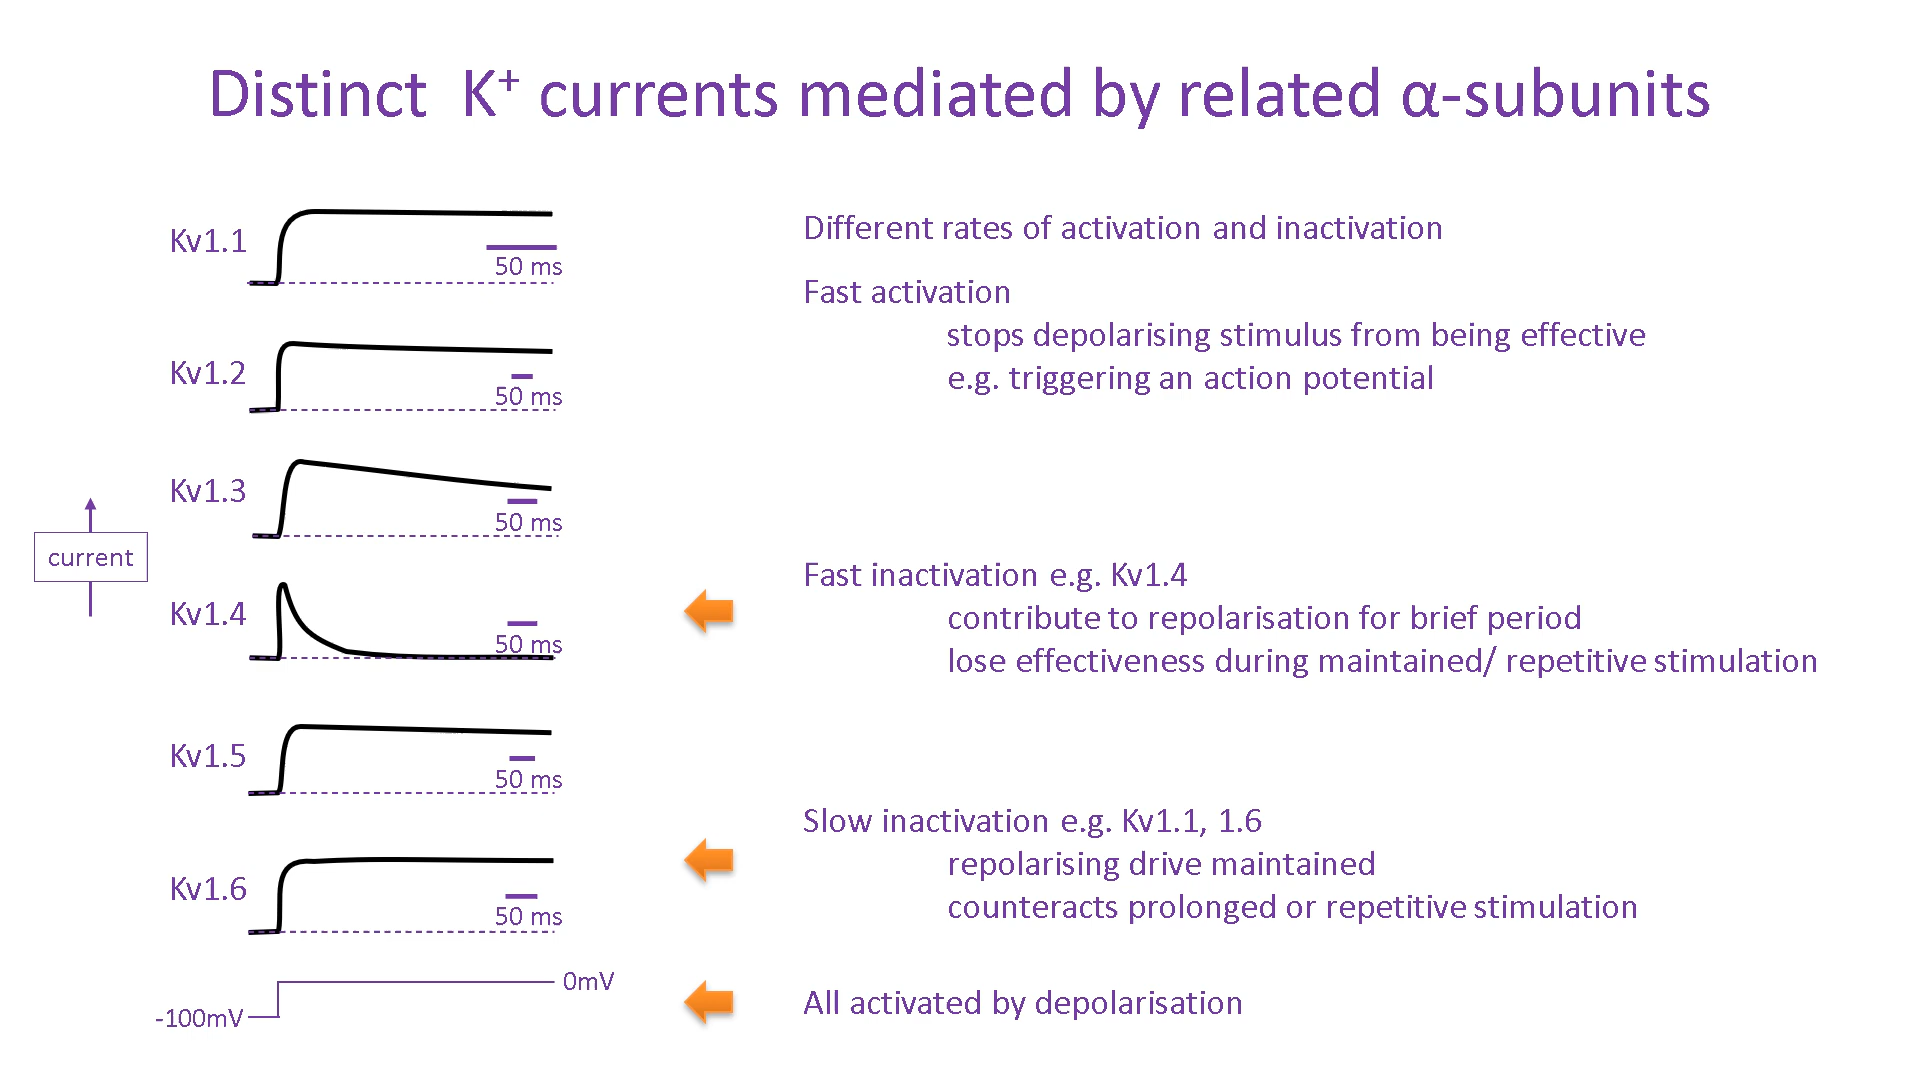 Distinct  K⁺ currents mediated by related α-subunits
Kv1.1
50 ms
Kv1.2
50 ms
Kv1.3
50 ms
current
Kv1.4
50 ms
Kv1.5
50 ms
Kv1.6
50 ms
0mV
-100mV
Different rates of activation and inactivation
Fast activation
stops depolarising stimulus from being effective
e.g. triggering an action potential
Fast inactivation e.g. Kv1.4
contribute to repolarisation for brief period
lose effectiveness during maintained/ repetitive stimulation
Slow inactivation e.g. Kv1.1, 1.6
repolarising drive maintained
counteracts prolonged or repetitive stimulation
All activated by depolarisation